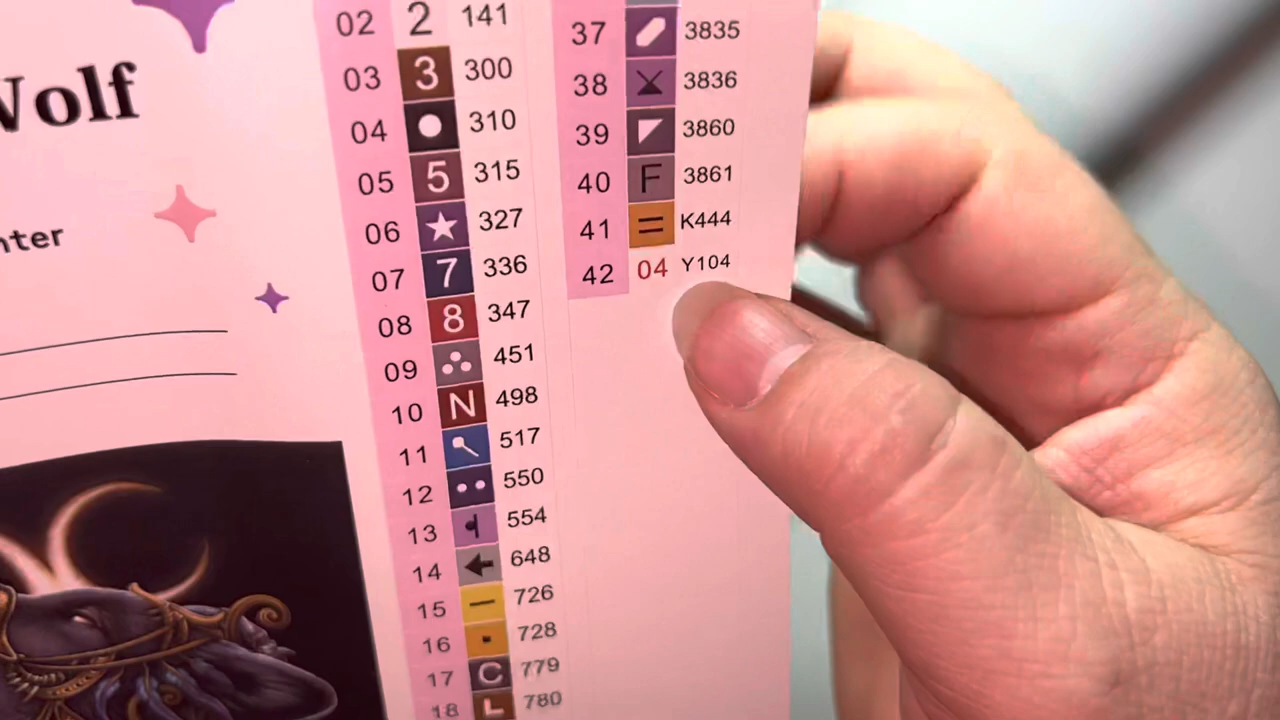 Wolf
nter
02 2 141
03 3 300
04 310
05 5 315
06 ★ 327
07 7 336
08 8 347
09 451
10 N 498
11 517
12 550
13 554
14 648
15 726
16 728
17 C 779
18 L 780
37 3835
38 3836
39 3860
40 F 3861
41 = K444
42 04 Y104